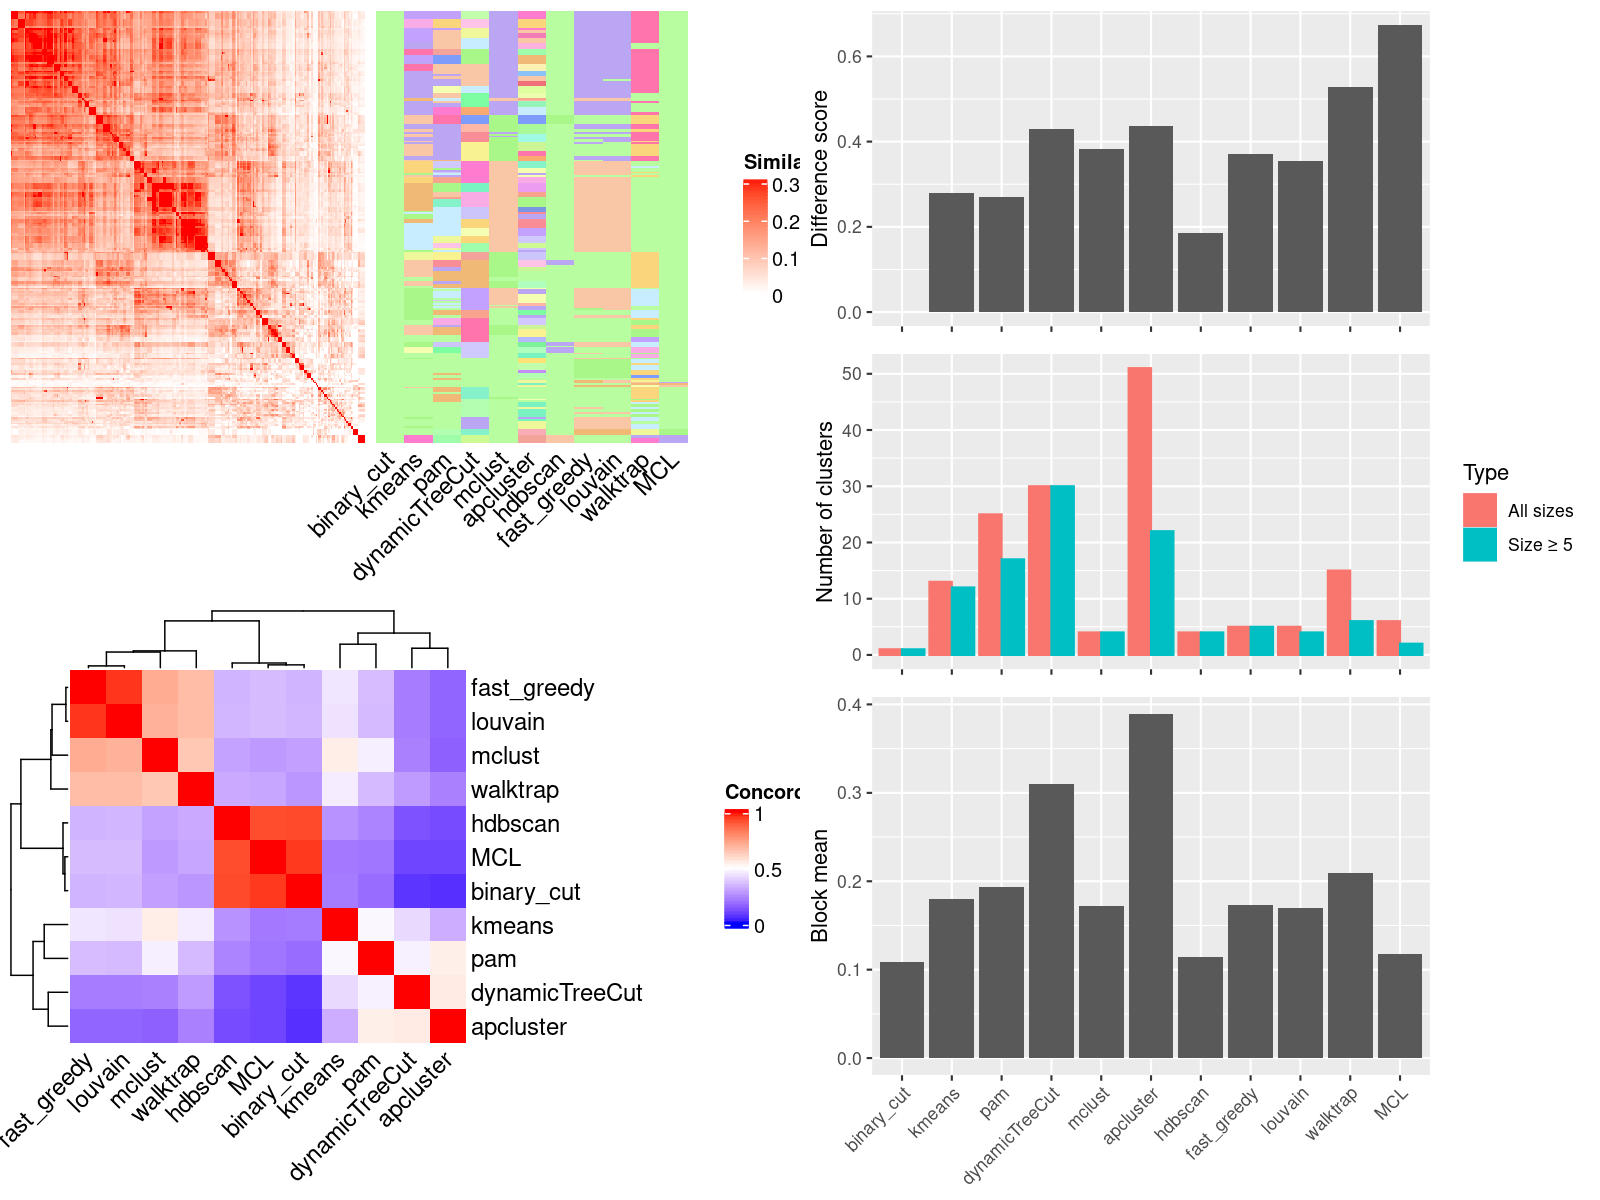 Simila
0.3
0.2
0.1
0
binary_cut
kmeans
pam
dynamicTreeCut
mclust
apcluster
hdbscan
fast_greedy
louvain
walktrap
MCL
fast_greedy
louvain
mclust
walktrap
hdbscan
MCL
binary_cut
kmeans
pam
dynamicTreeCut
apcluster
fast_greedy
louvain
mclust
walktrap
hdbscan
MCL
binary_cut
kmeans
pam
dynamicTreeCut
apcluster
Concord
1
0.5
0
Difference score
0.6
0.4
0.2
0.0
Number of clusters
50
40
30
20
10
0
Type
All sizes
Size ≥ 5
Block mean
0.4
0.3
0.2
0.1
0.0
binary_cut
kmeans
pam
dynamicTreeCut
mclust
apcluster
hdbscan
fast_greedy
louvain
walktrap
MCL